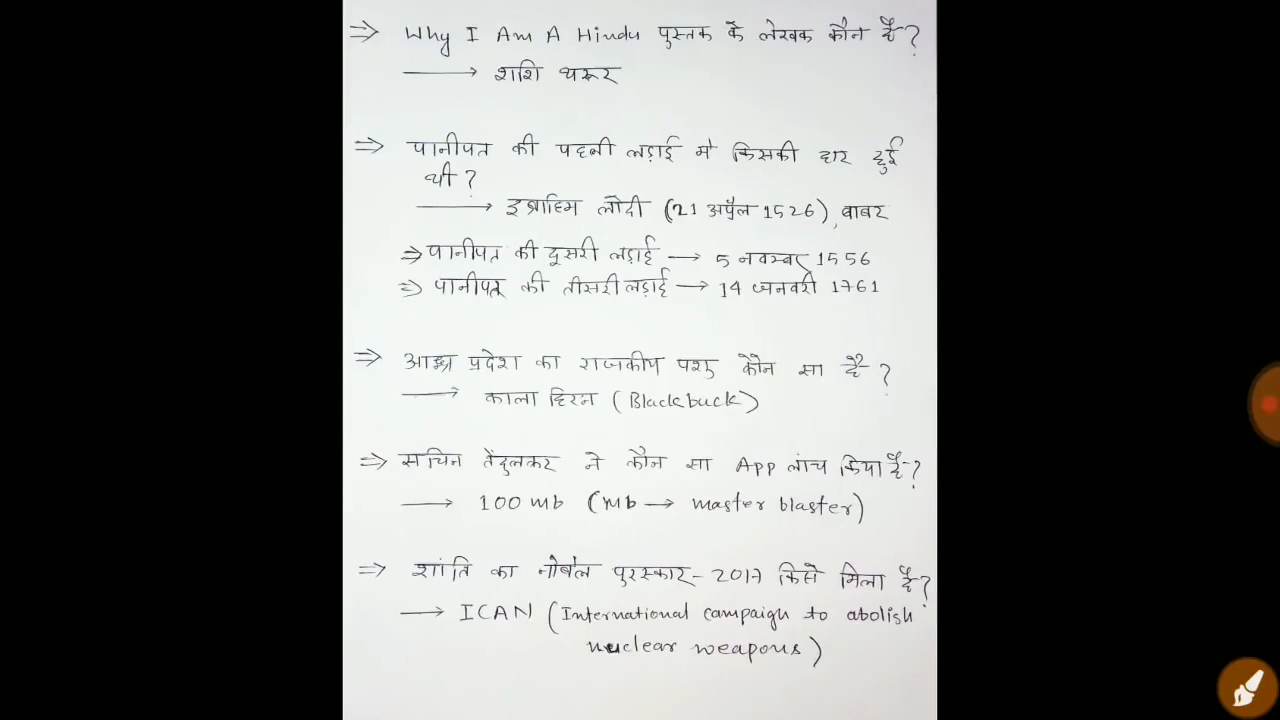 ⇒ Why I Am A Hindu पुस्तक के लेखक कौन है?
⟶ शशि थरूर
⇒ पानीपत की पहली लड़ाई में किसकी हार हुई
थी?
⟶ इब्राहिम लोदी (21 अप्रैल 1526), बाबर
⇒ पानीपत की दूसरी लड़ाई → 5 नवम्बर 1556
⇒ पानीपत की तीसरी लड़ाई → 14 जनवरी 1761
⇒ आन्ध्र प्रदेश का राजकीय पशु कौन सा है?
⟶ काला हिरन (Blackbuck)
⇒ सचिन तेंदुलकर ने कौन सा App लांच किया है?
⟶ 100 mb (mb → master blaster)
⇒ शांति का नोबेल पुरस्कार - 2017 किसे मिला है?
⟶ ICAN (International campaign to abolish
nuclear weapons)